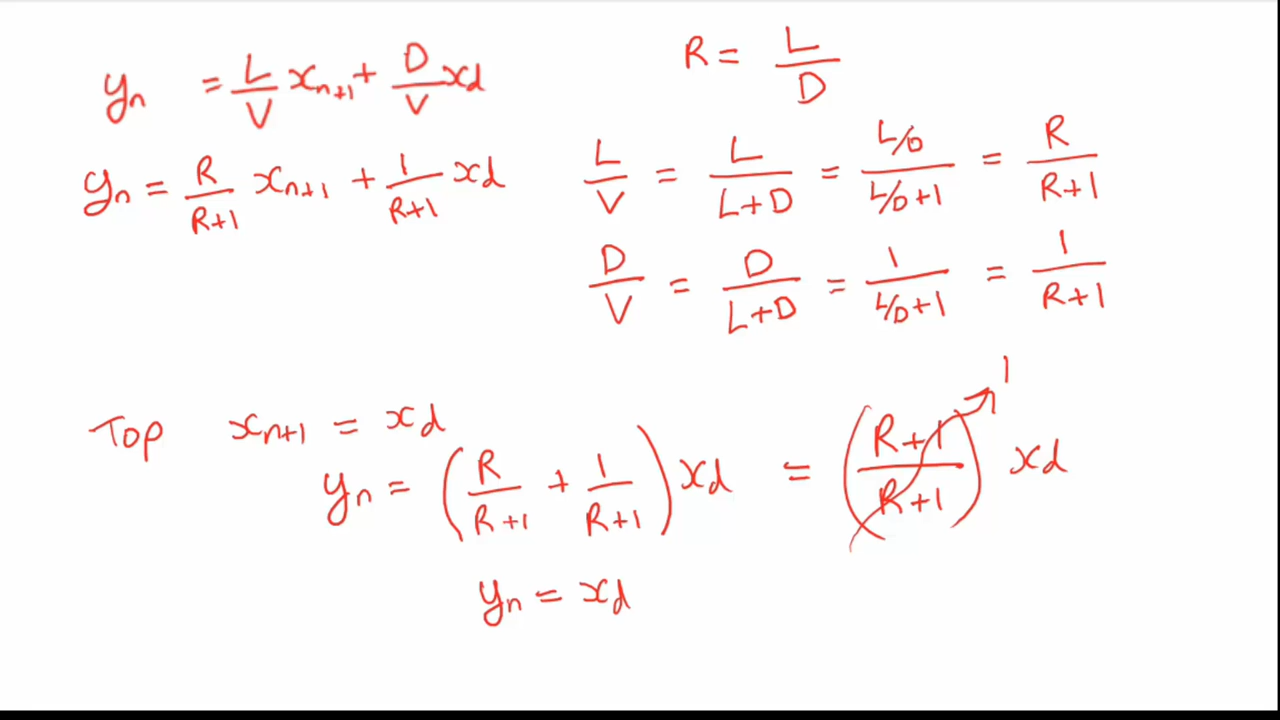 yn = L/V xn+1 + D/V xd
R = L/D
yn = R/R+1 xn+1 + 1/R+1 xd
L/V = L/L+D = L/D/L/D+1 = R/R+1
D/V = D/L+D = 1/L/D+1 = 1/R+1
Top xn+1 = xd
yn = (R/R+1 + 1/R+1) xd = (R+1/R+1) xd
1
yn = xd